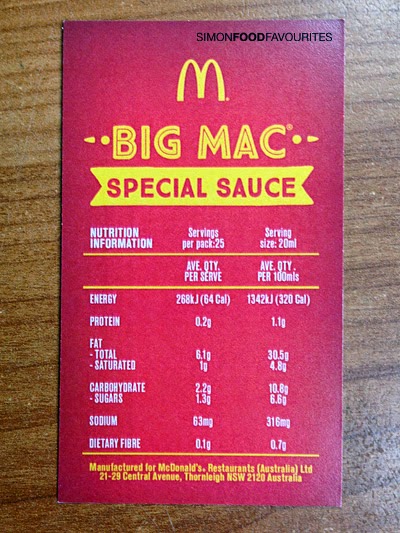 SIMONFOODFAVOURITES
M
BIG MAC®
SPECIAL SAUCE
NUTRITION INFORMATION Servings per pack:25 Serving size: 20ml
AVE. QTY. PER SERVE AVE. QTY. PER 100mls
ENERGY 268kJ (64 Cal) 1342kJ (320 Cal)
PROTEIN 0.2g 1.1g
FAT
- TOTAL 6.1g 30.5g
- SATURATED 1g 4.8g
CARBOHYDRATE 2.2g 10.8g
- SUGARS 1.3g 6.6g
SODIUM 63mg 316mg
DIETARY FIBRE 0.1g 0.7g
Manufactured for McDonald's® Restaurants (Australia) Ltd
21-29 Central Avenue, Thornleigh NSW 2120 Australia